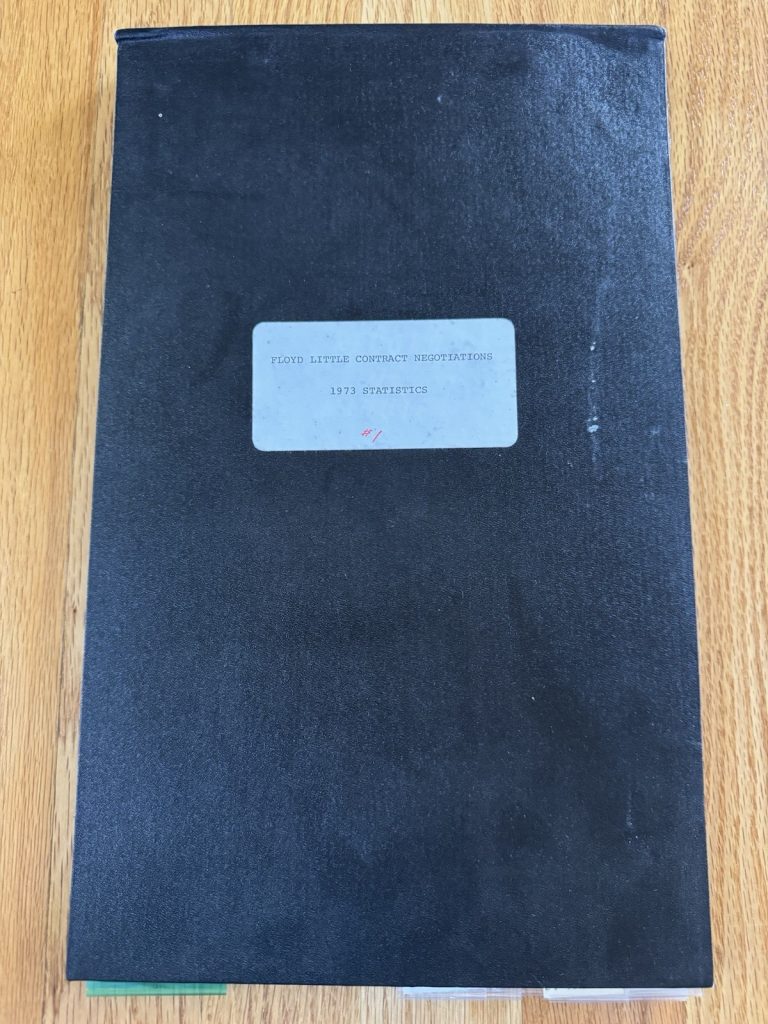 FLOYD LITTLE CONTRACT NEGOTIATIONS
1973 STATISTICS
#1